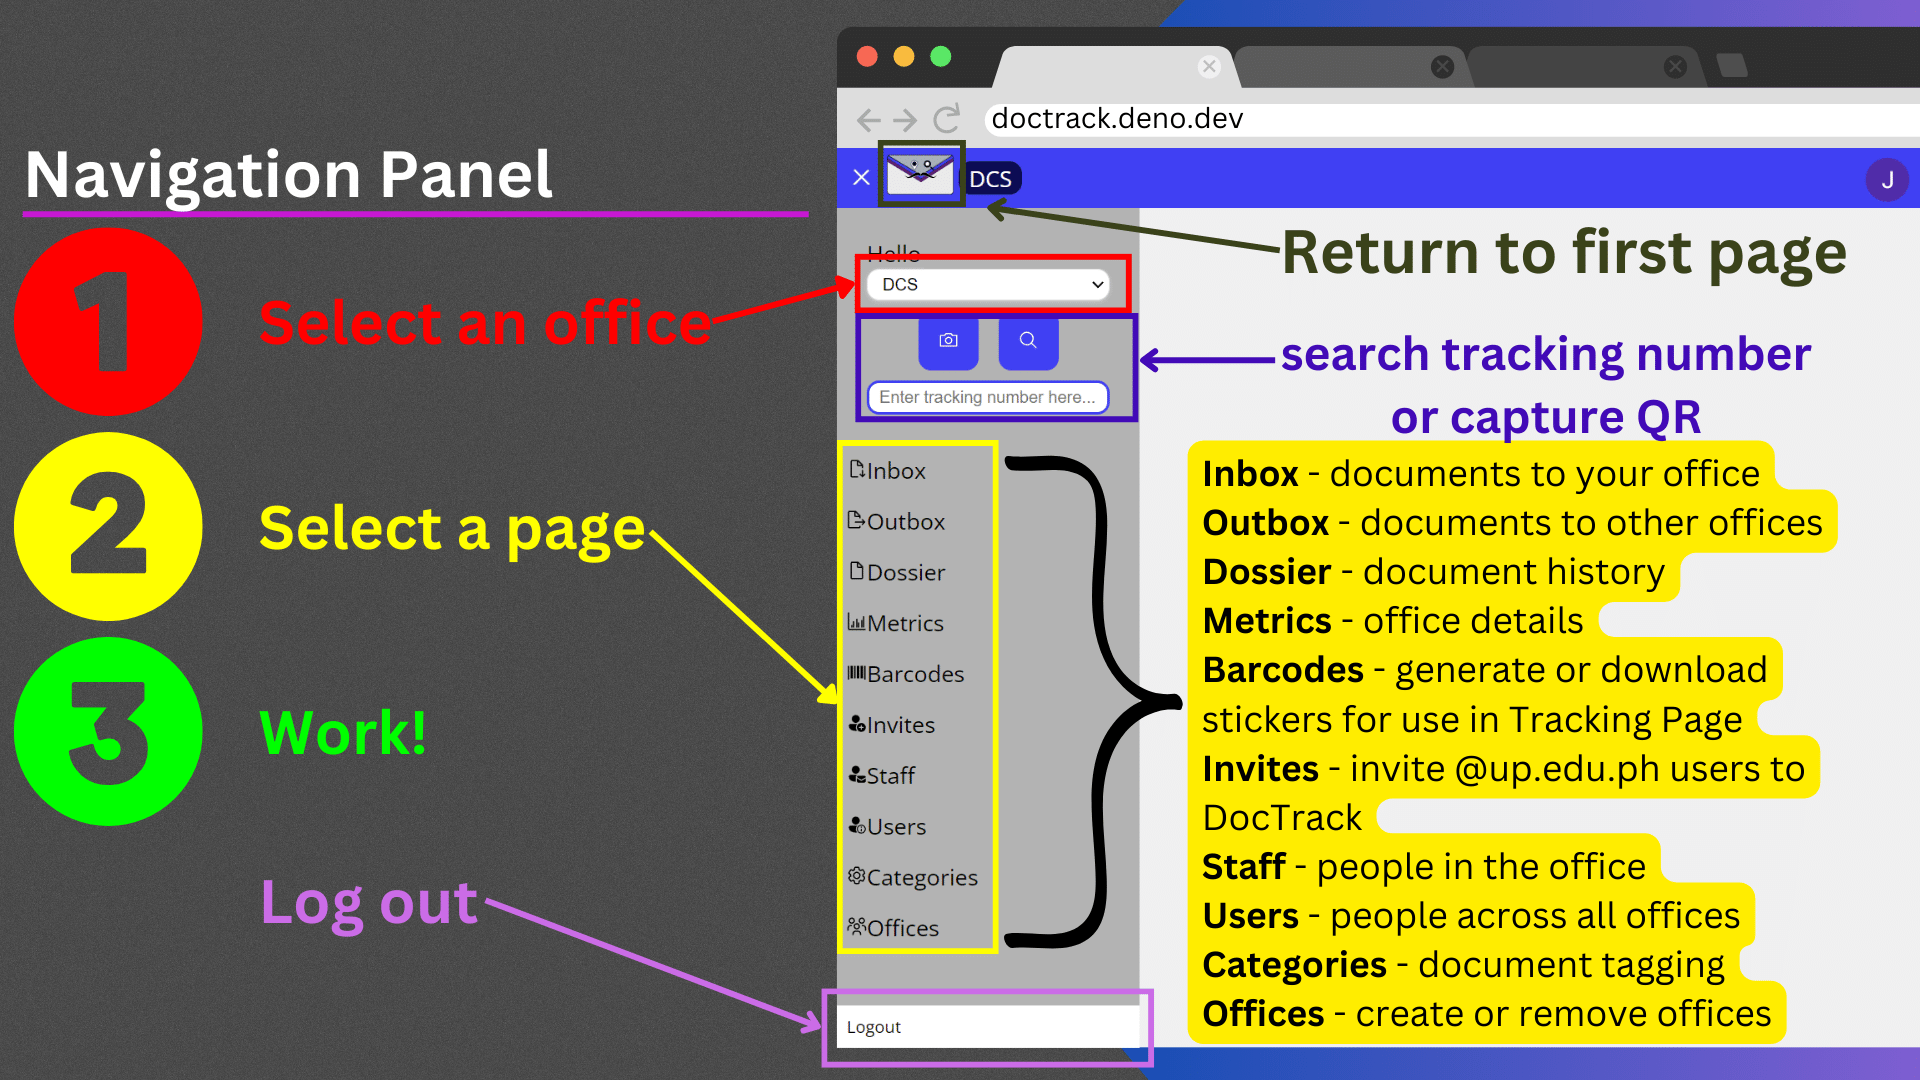 Navigation Panel
1
Select an office
2
Select a page
3
Work!
Log out
doctrack.deno.dev
DCS
J
Hello
DCS
Enter tracking number here...
Inbox
Outbox
Dossier
Metrics
Barcodes
Invites
Staff
Users
Categories
Offices
Logout
Return to first page
search tracking number
or capture QR
Inbox - documents to your office
Outbox - documents to other offices
Dossier - document history
Metrics - office details
Barcodes - generate or download
stickers for use in Tracking Page
Invites - invite @up.edu.ph users to
DocTrack
Staff - people in the office
Users - people across all offices
Categories - document tagging
Offices - create or remove offices